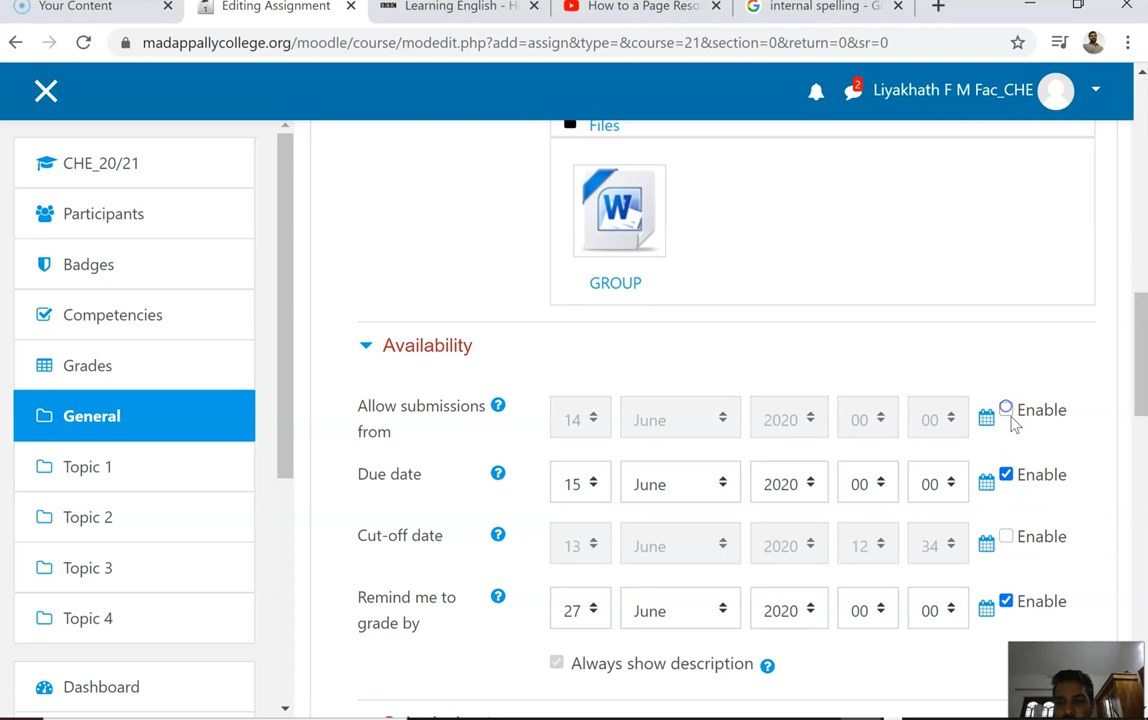 Your Content
Editing Assignment
BBC
Learning English - H
How to a Page Reso
internal spelling - G
madappallycollege.org/moodle/course/modedit.php?add=assign&type=&course=21&section=0&return=0&sr=0
2
Liyakhath F M Fac_CHE
CHE_20/21
Participants
Badges
Competencies
Grades
General
Topic 1
Topic 2
Topic 3
Topic 4
Dashboard
Files
W
GROUP
Availability
Allow submissions from ? 14 June 2020 00 00 Enable
Due date ? 15 June 2020 00 00 Enable
Cut-off date ? 13 June 2020 12 34 Enable
Remind me to grade by ? 27 June 2020 00 00 Enable
Always show description ?